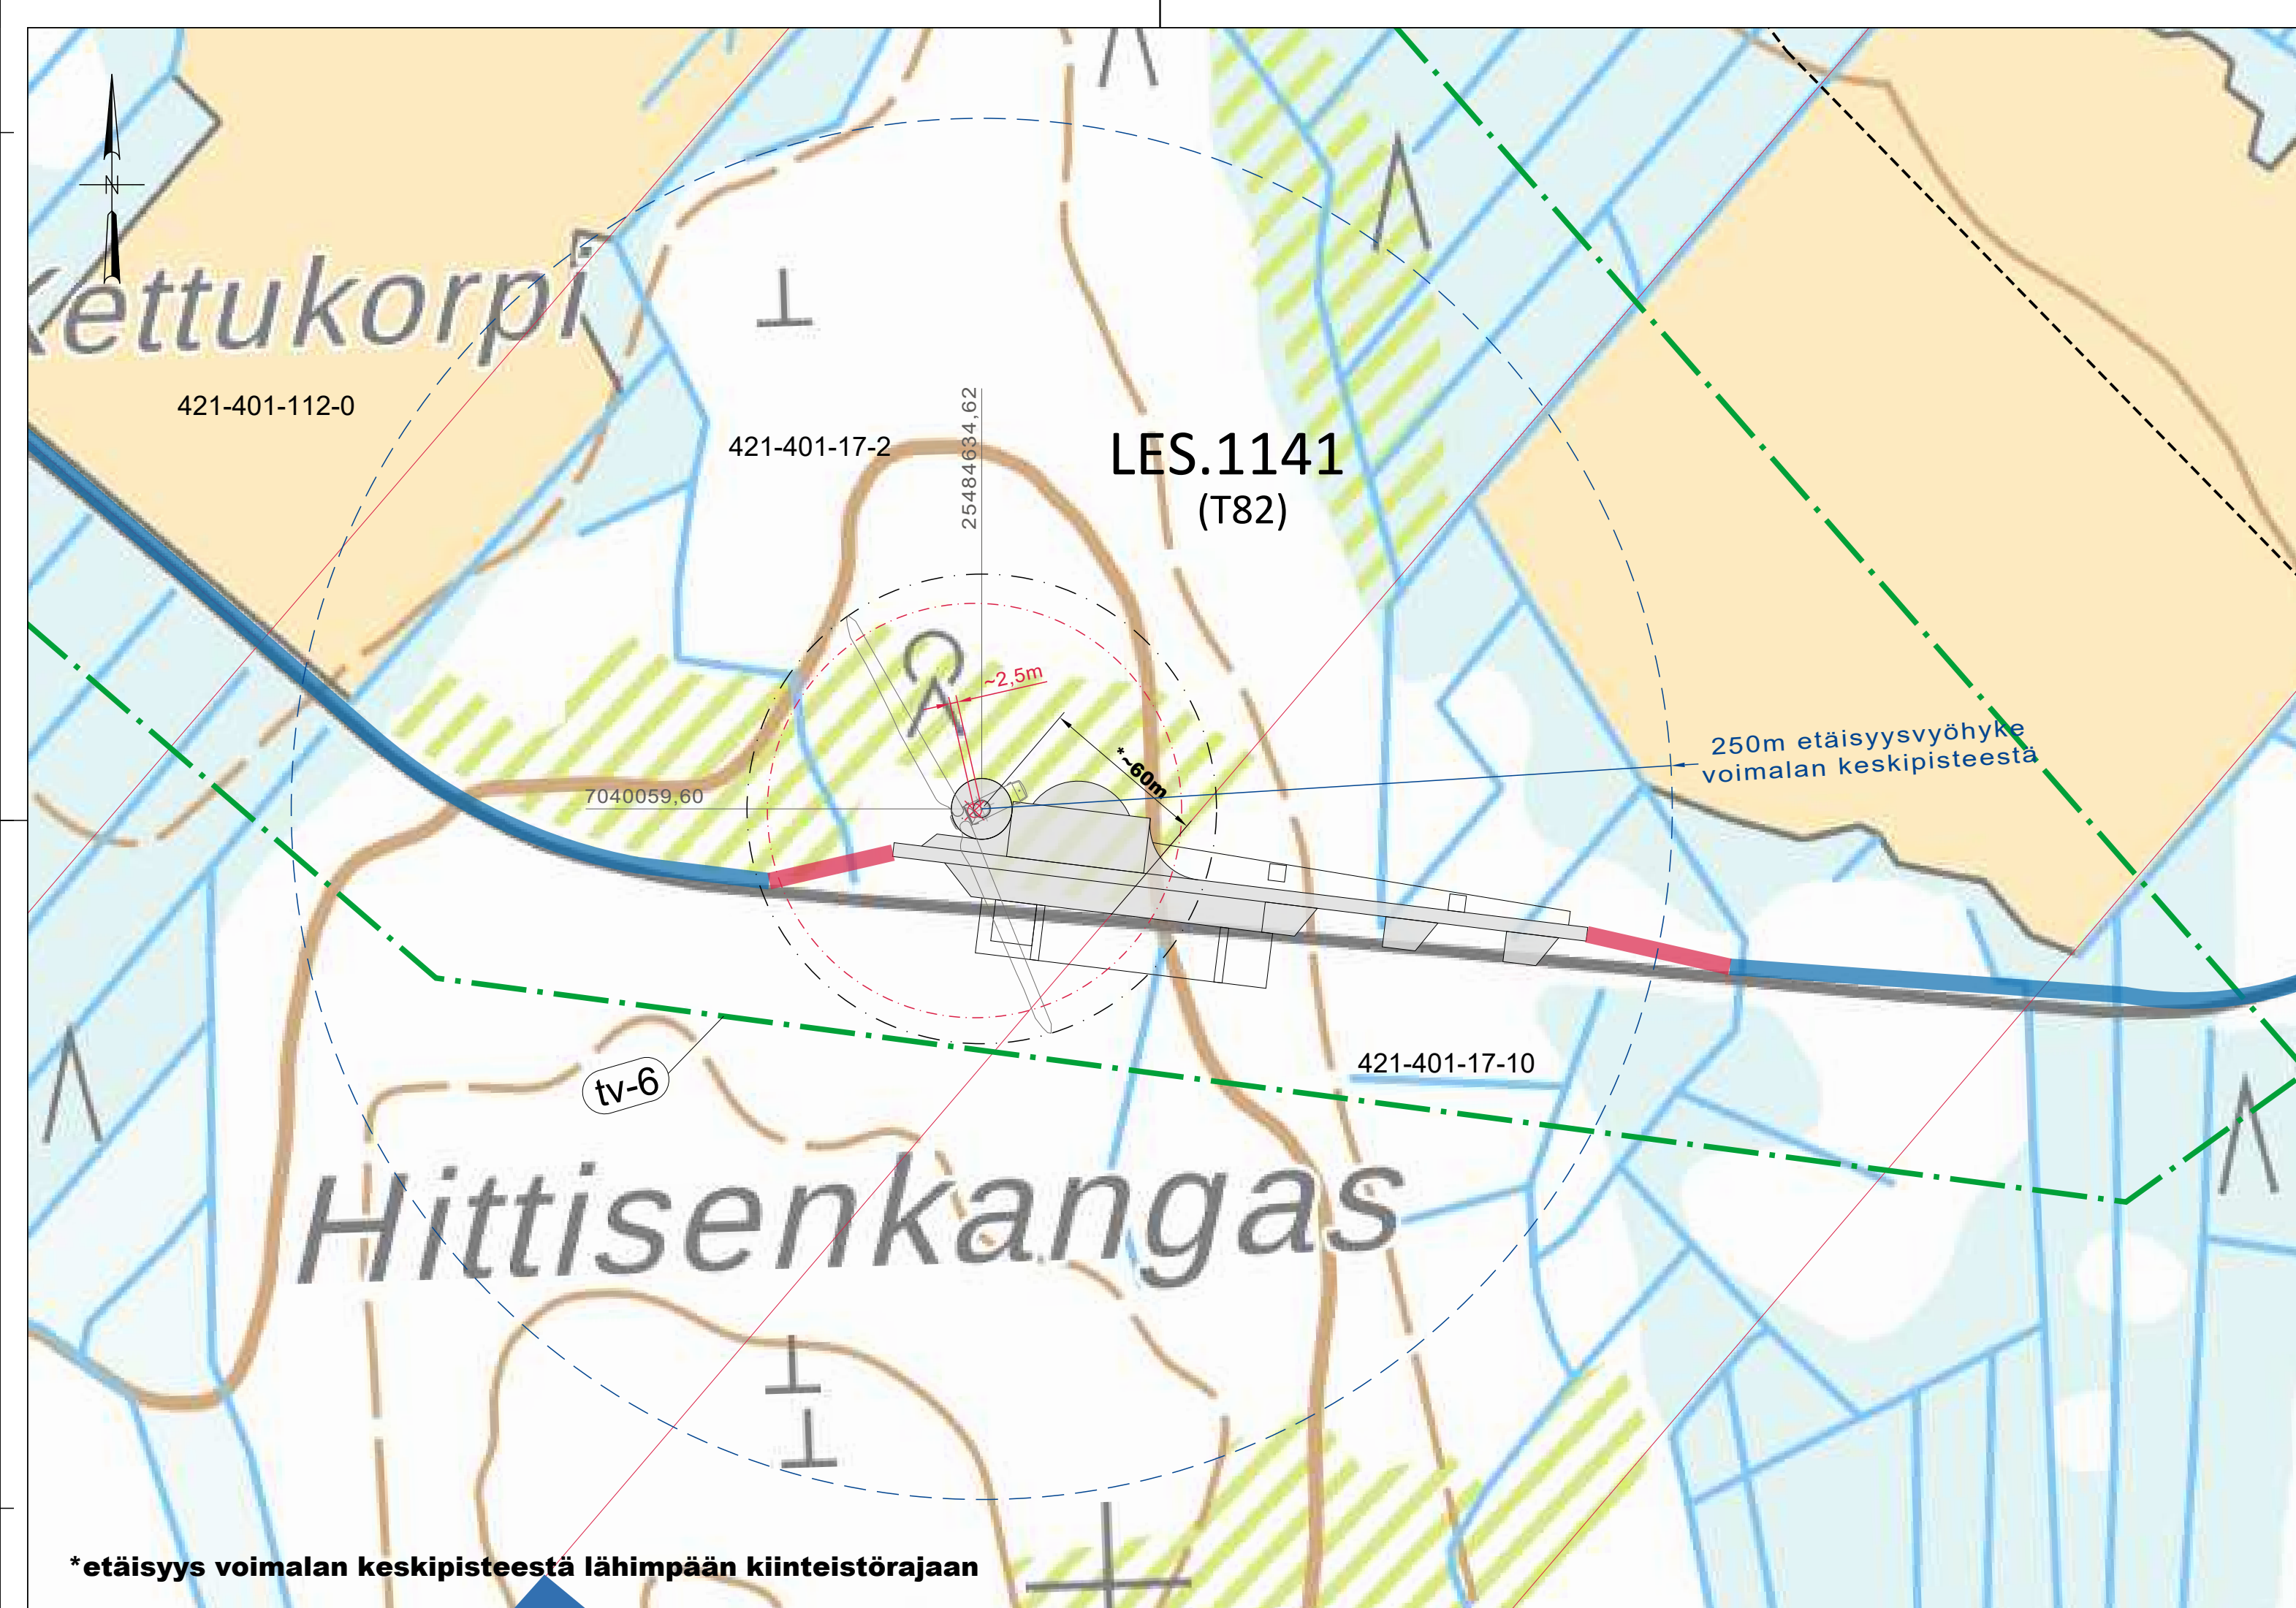 N
Kettukorpi
421-401-112-0
421-401-17-2
25484634,62
LES.1141
(T82)
~2,5m
*~60m
250m etäisyysvyöhyke
voimalan keskipisteestä
7040059,60
421-401-17-10
tv-6
Hittisenkangas
*etäisyys voimalan keskipisteestä lähimpään kiinteistörajaan